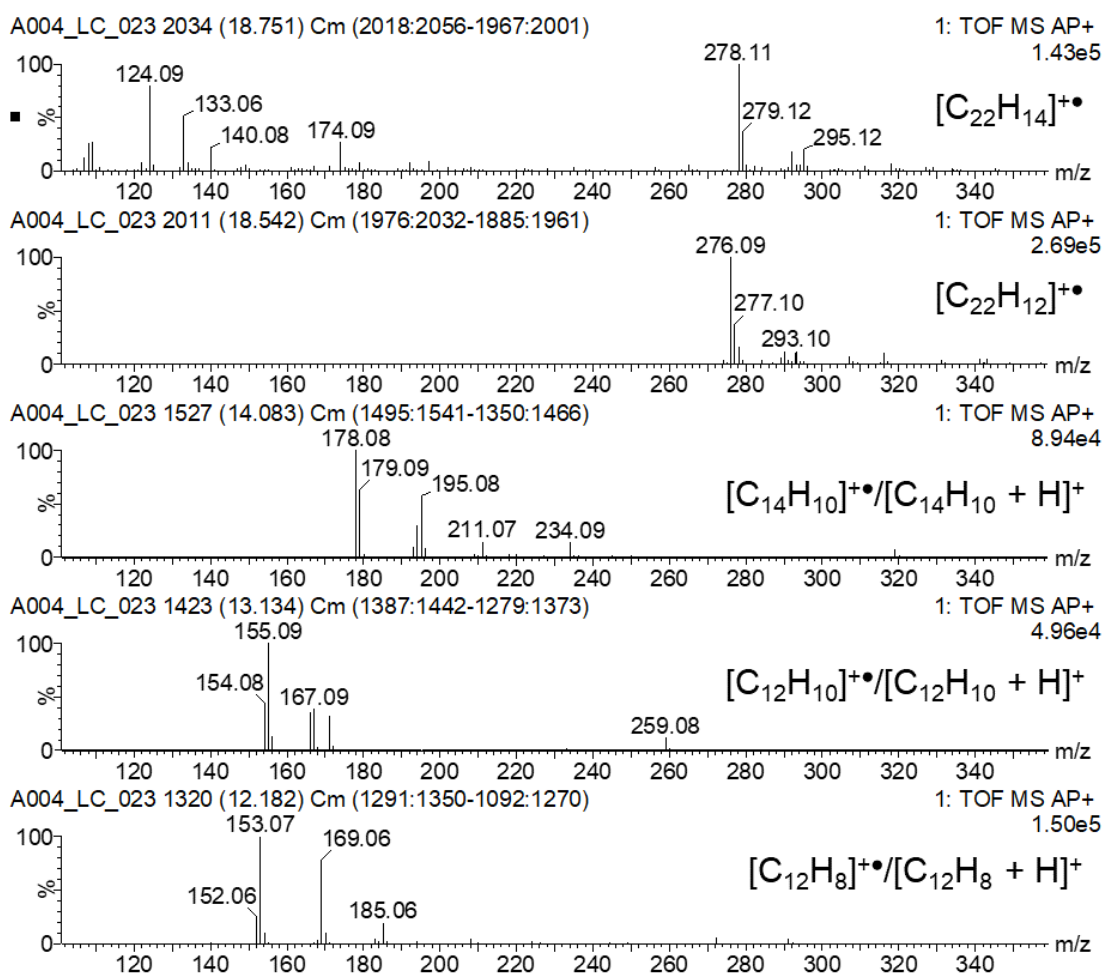 A004_LC_023 2034 (18.751) Cm (2018:2056-1967:2001) 1: TOF MS AP+
1.43e5
100
%
0
124.09
133.06
140.08
174.09
278.11
279.12
295.12
[C₂₂H₁₄]⁺•
120 140 160 180 200 220 240 260 280 300 320 340 m/z
A004_LC_023 2011 (18.542) Cm (1976:2032-1885:1961) 1: TOF MS AP+
2.69e5
100
%
0
276.09
277.10
293.10
[C₂₂H₁₂]⁺•
120 140 160 180 200 220 240 260 280 300 320 340 m/z
A004_LC_023 1527 (14.083) Cm (1495:1541-1350:1466) 1: TOF MS AP+
8.94e4
100
%
0
178.08
179.09
195.08
211.07
234.09
[C₁₄H₁₀]⁺•/[C₁₄H₁₀ + H]⁺
120 140 160 180 200 220 240 260 280 300 320 340 m/z
A004_LC_023 1423 (13.134) Cm (1387:1442-1279:1373) 1: TOF MS AP+
4.96e4
100
%
0
155.09
154.08
167.09
259.08
[C₁₂H₁₀]⁺•/[C₁₂H₁₀ + H]⁺
120 140 160 180 200 220 240 260 280 300 320 340 m/z
A004_LC_023 1320 (12.182) Cm (1291:1350-1092:1270) 1: TOF MS AP+
1.50e5
100
%
0
153.07
152.06
169.06
185.06
[C₁₂H₈]⁺•/[C₁₂H₈ + H]⁺
120 140 160 180 200 220 240 260 280 300 320 340 m/z